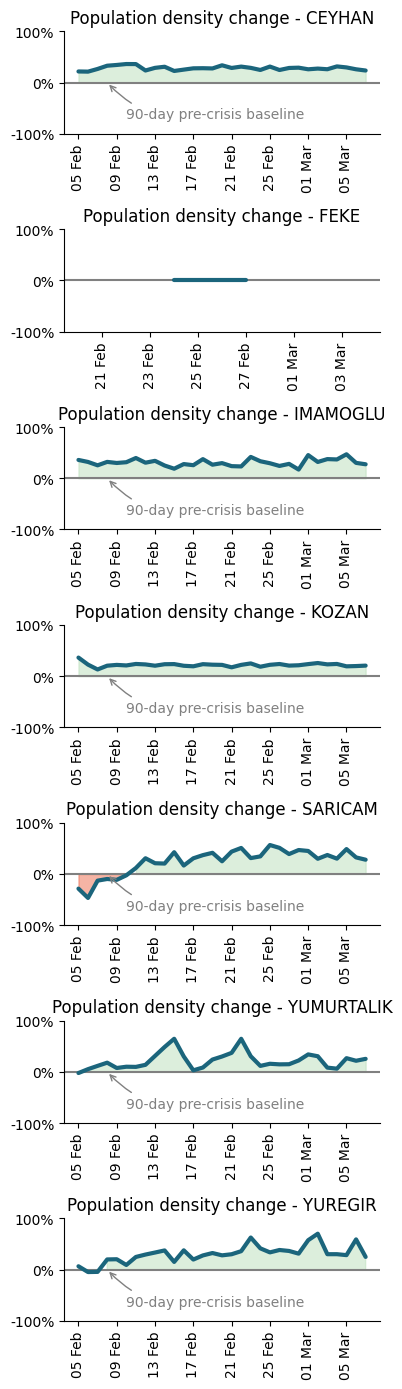 Population density change - CEYHAN
100%
0%
-100%
90-day pre-crisis baseline
05 Feb
09 Feb
13 Feb
17 Feb
21 Feb
25 Feb
01 Mar
05 Mar
Population density change - FEKE
100%
0%
-100%
21 Feb
23 Feb
25 Feb
27 Feb
01 Mar
03 Mar
Population density change - IMAMOGLU
100%
0%
-100%
90-day pre-crisis baseline
05 Feb
09 Feb
13 Feb
17 Feb
21 Feb
25 Feb
01 Mar
05 Mar
Population density change - KOZAN
100%
0%
-100%
90-day pre-crisis baseline
05 Feb
09 Feb
13 Feb
17 Feb
21 Feb
25 Feb
01 Mar
05 Mar
Population density change - SARICAM
100%
0%
-100%
90-day pre-crisis baseline
05 Feb
09 Feb
13 Feb
17 Feb
21 Feb
25 Feb
01 Mar
05 Mar
Population density change - YUMURTALIK
100%
0%
-100%
90-day pre-crisis baseline
05 Feb
09 Feb
13 Feb
17 Feb
21 Feb
25 Feb
01 Mar
05 Mar
Population density change - YUREGIR
100%
0%
-100%
90-day pre-crisis baseline
05 Feb
09 Feb
13 Feb
17 Feb
21 Feb
25 Feb
01 Mar
05 Mar